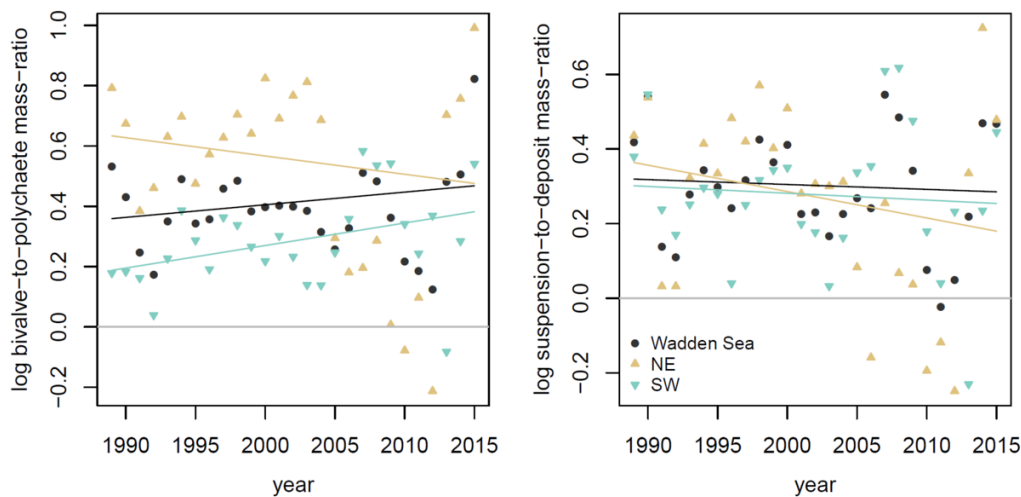 log bivalve-to-polychaete mass-ratio
1.0
0.8
0.6
0.4
0.2
0.0
−0.2
1990 1995 2000 2005 2010 2015
year
log suspension-to-deposit mass-ratio
0.6
0.4
0.2
0.0
−0.2
Wadden Sea
NE
SW
1990 1995 2000 2005 2010 2015
year